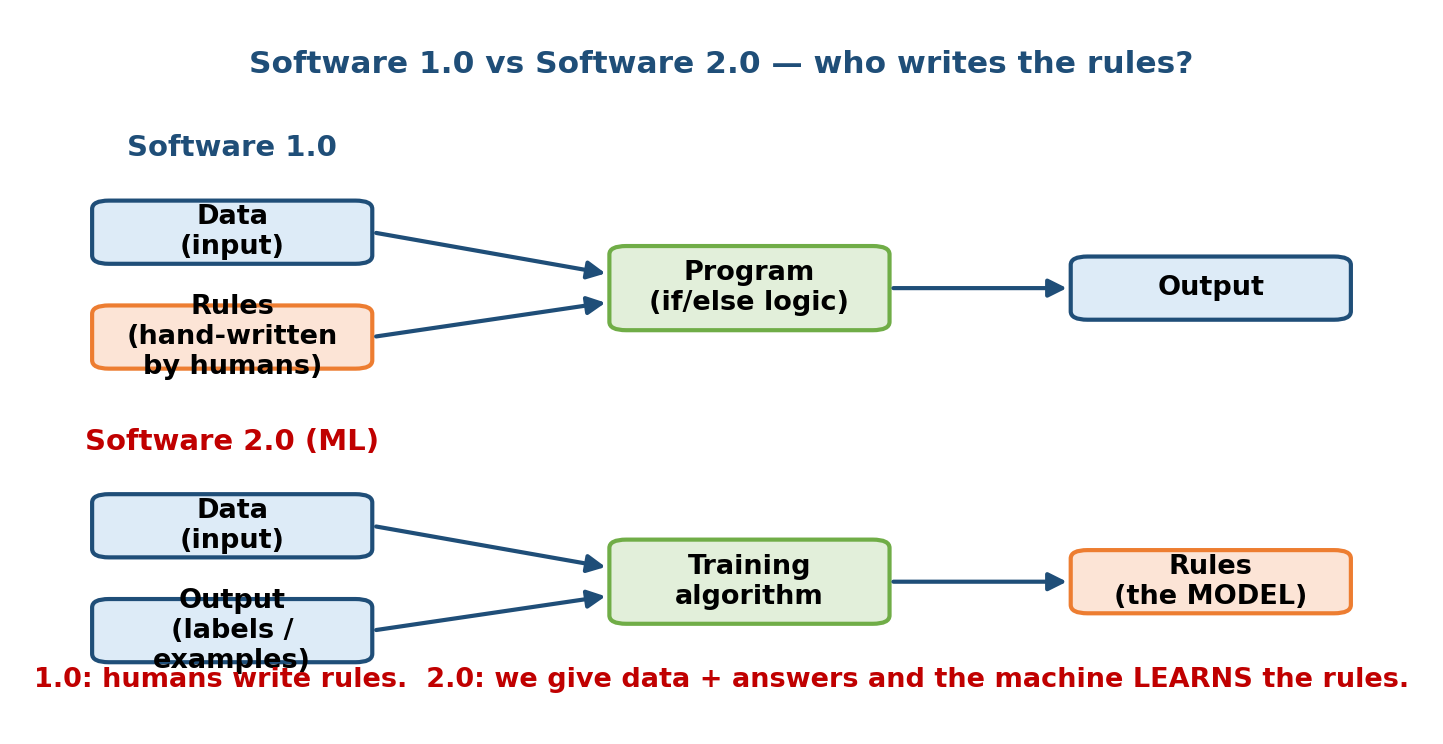 Software 1.0 vs Software 2.0 — who writes the rules?
Software 1.0
Data
(input)
Rules
(hand-written
by humans)
Program
(if/else logic)
Output
Software 2.0 (ML)
Data
(input)
Output
(labels /
examples)
Training
algorithm
Rules
(the MODEL)
1.0: humans write rules.  2.0: we give data + answers and the machine LEARNS the rules.